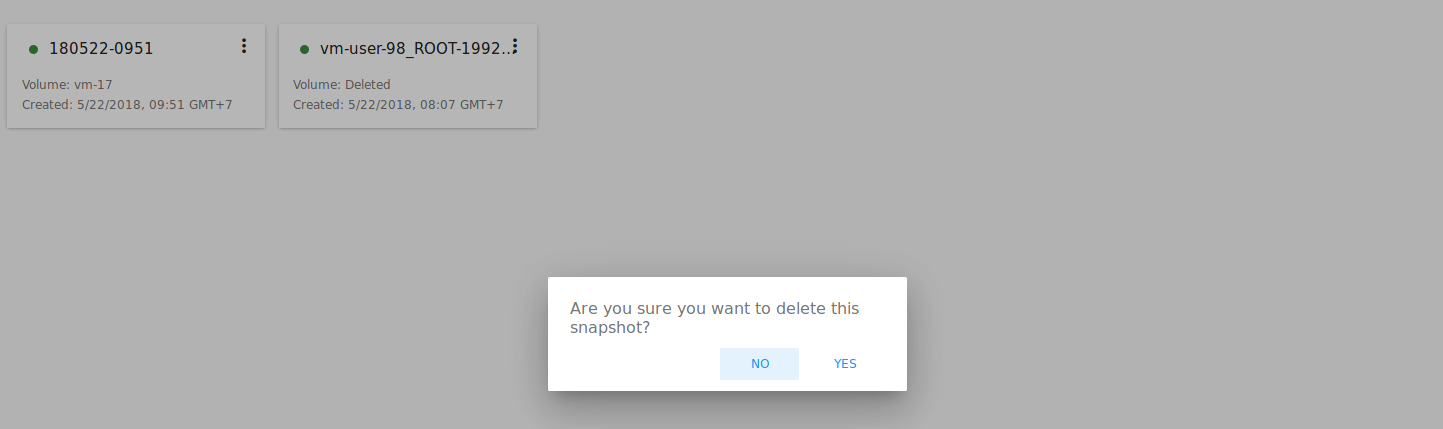 180522-0951
Volume: vm-17
Created: 5/22/2018, 09:51 GMT+7
vm-user-98_ROOT-1992...
Volume: Deleted
Created: 5/22/2018, 08:07 GMT+7
Are you sure you want to delete this
snapshot?
NO YES